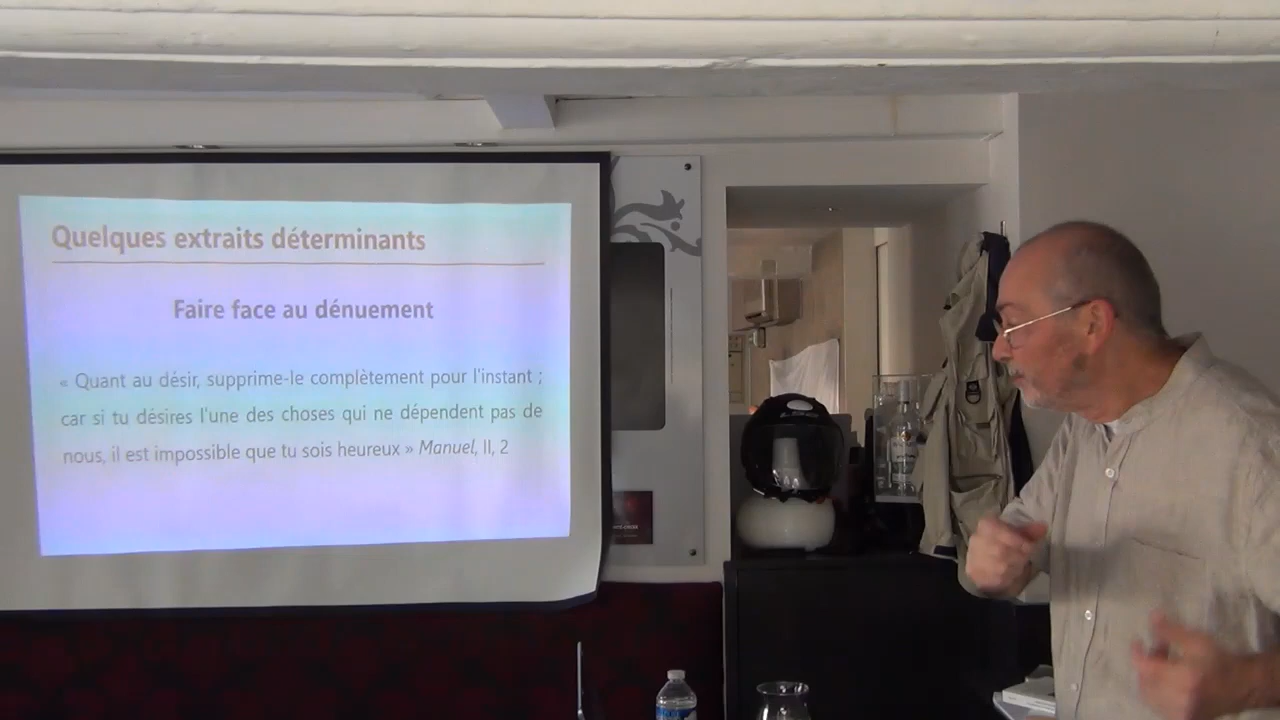 Quelques extraits déterminants
Faire face au dénuement
« Quant au désir, supprime-le complètement pour l'instant ;
car si tu désires l'une des choses qui ne dépendent pas de
nous, il est impossible que tu sois heureux » Manuel, II, 2
LS2